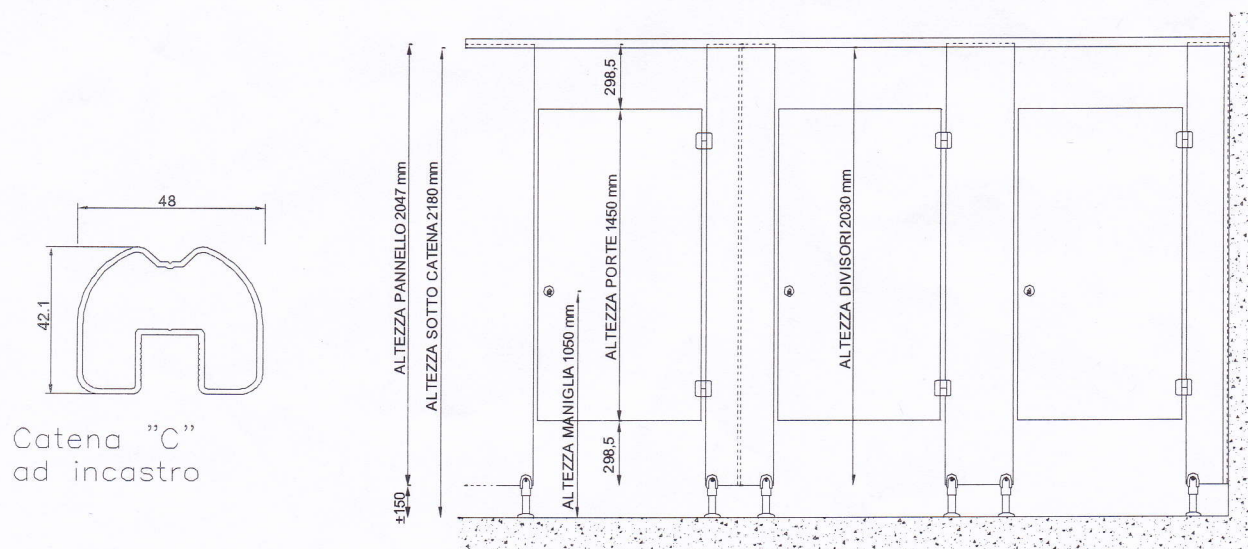 48
42.1
Catena "C"
ad incastro
ALTEZZA PANNELLO 2047 mm
±150
ALTEZZA SOTTO CATENA 2180 mm
ALTEZZA MANIGLIA 1050 mm
298,5
ALTEZZA PORTE 1450 mm
298,5
ALTEZZA DIVISORI 2030 mm